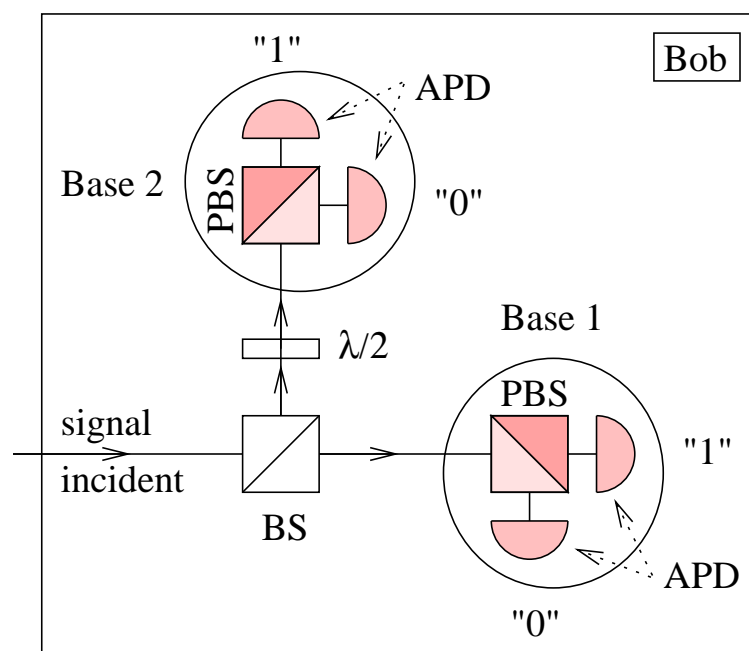 "1"
Bob
APD
Base 2
PBS
"0"
λ/2
Base 1
PBS
signal
incident
"1"
BS
APD
"0"